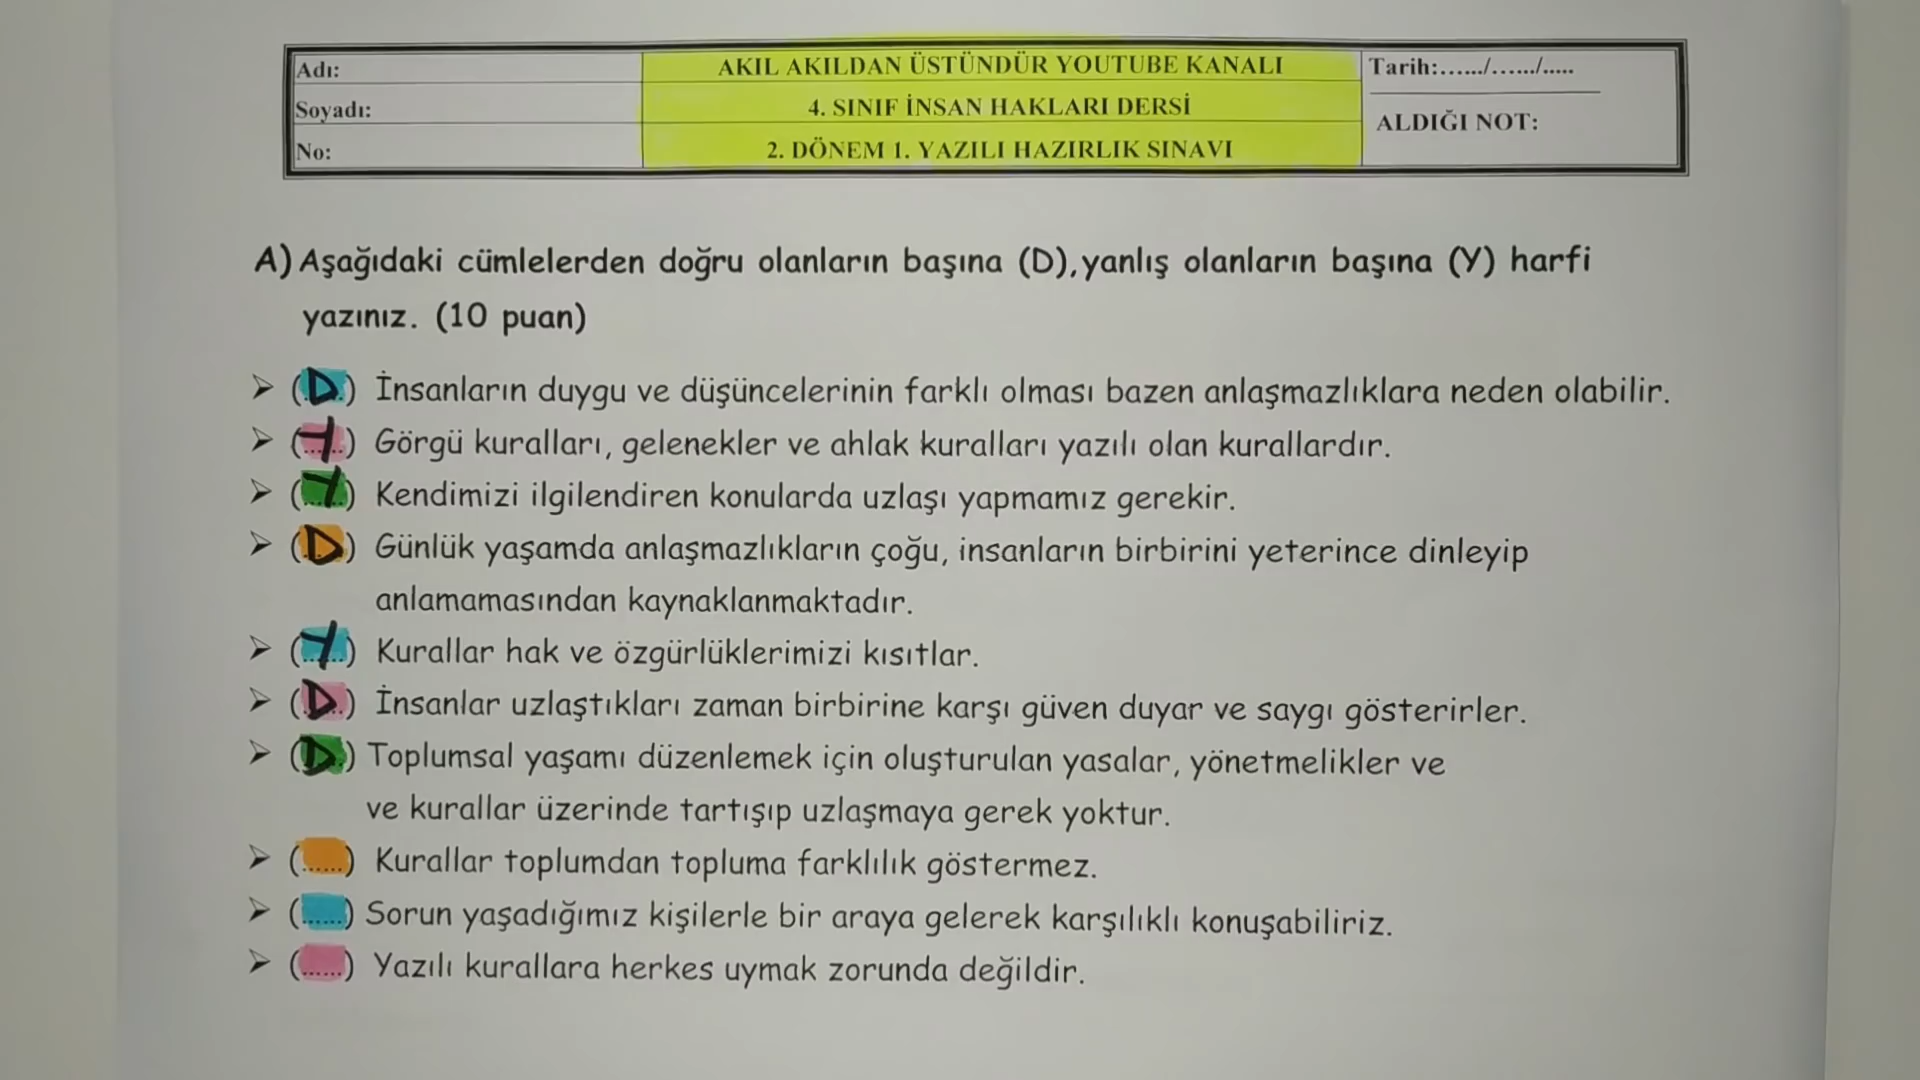 Adı:
Soyadı:
No:
AKIL AKILDAN ÜSTÜNDÜR YOUTUBE KANALI
4. SINIF İNSAN HAKLARI DERSİ
2. DÖNEM 1. YAZILI HAZIRLIK SINAVI
Tarih:....../....../.....
ALDIĞI NOT:
A) Aşağıdaki cümlelerden doğru olanların başına (D),yanlış olanların başına (Y) harfi
yazınız. (10 puan)
➢ (D) İnsanların duygu ve düşüncelerinin farklı olması bazen anlaşmazlıklara neden olabilir.
➢ (Y) Görgü kuralları, gelenekler ve ahlak kuralları yazılı olan kurallardır.
➢ (Y) Kendimizi ilgilendiren konularda uzlaşı yapmamız gerekir.
➢ (D) Günlük yaşamda anlaşmazlıkların çoğu, insanların birbirini yeterince dinleyip
anlamamasından kaynaklanmaktadır.
➢ (Y) Kurallar hak ve özgürlüklerimizi kısıtlar.
➢ (D) İnsanlar uzlaştıkları zaman birbirine karşı güven duyar ve saygı gösterirler.
➢ (D) Toplumsal yaşamı düzenlemek için oluşturulan yasalar, yönetmelikler ve
ve kurallar üzerinde tartışıp uzlaşmaya gerek yoktur.
➢ (......) Kurallar toplumdan topluma farklılık göstermez.
➢ (......) Sorun yaşadığımız kişilerle bir araya gelerek karşılıklı konuşabiliriz.
➢ (......) Yazılı kurallara herkes uymak zorunda değildir.